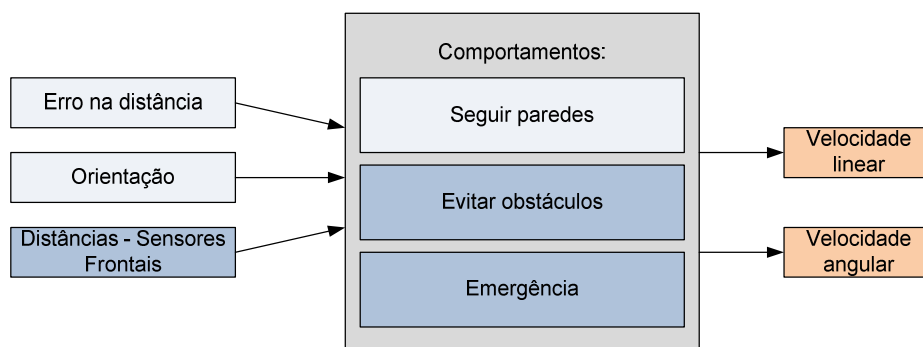 Erro na distância
Orientação
Distâncias - Sensores
Frontais
Comportamentos:
Seguir paredes
Evitar obstáculos
Emergência
Velocidade
linear
Velocidade
angular